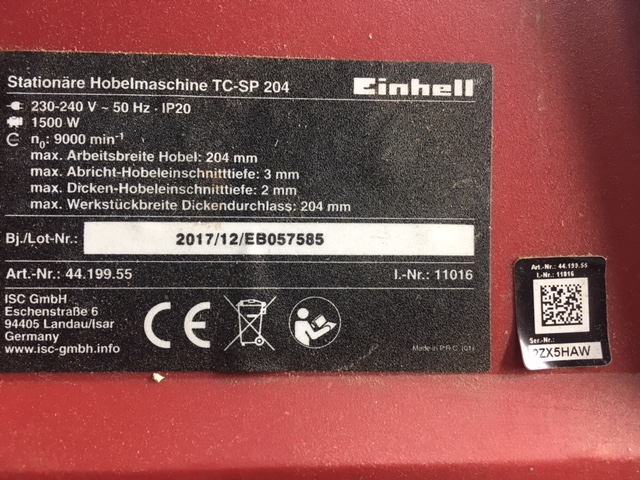 Stationäre Hobelmaschine TC-SP 204
Einhell
230-240 V ~ 50 Hz · IP20
1500 W
n₀: 9000 min⁻¹
max. Arbeitsbreite Hobel: 204 mm
max. Abricht-Hobeleinschnitttiefe: 3 mm
max. Dicken-Hobeleinschnitttiefe: 2 mm
max. Werkstückbreite Dickendurchlass: 204 mm
Bj./Lot-Nr.: 2017/12/EB057585
Art.-Nr.: 44.199.55
I.-Nr.: 11016
ISC GmbH
Eschenstraße 6
94405 Landau/Isar
Germany
www.isc-gmbh.info
CE
Made in P.R.C.
Art.-Nr.: 44.199.55
I.-Nr.: 11016
Ser.-Nr.:
ZX5HAW